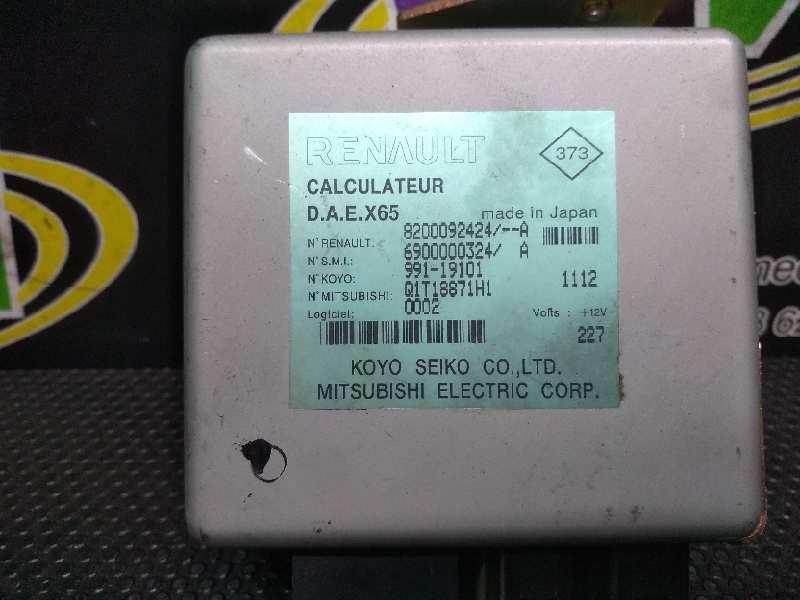 RENAULT
373
CALCULATEUR
D.A.E.X65 made in Japan
N° RENAULT: 8200092424/--A
N° S.M.I.: 6900000324/ A
N° KOYO: 991-19101 1112
N° MITSUBISHI: Q1T18871H1
Logiciel: 0002 Volts : +12V
227
KOYO SEIKO CO.,LTD.
MITSUBISHI ELECTRIC CORP.